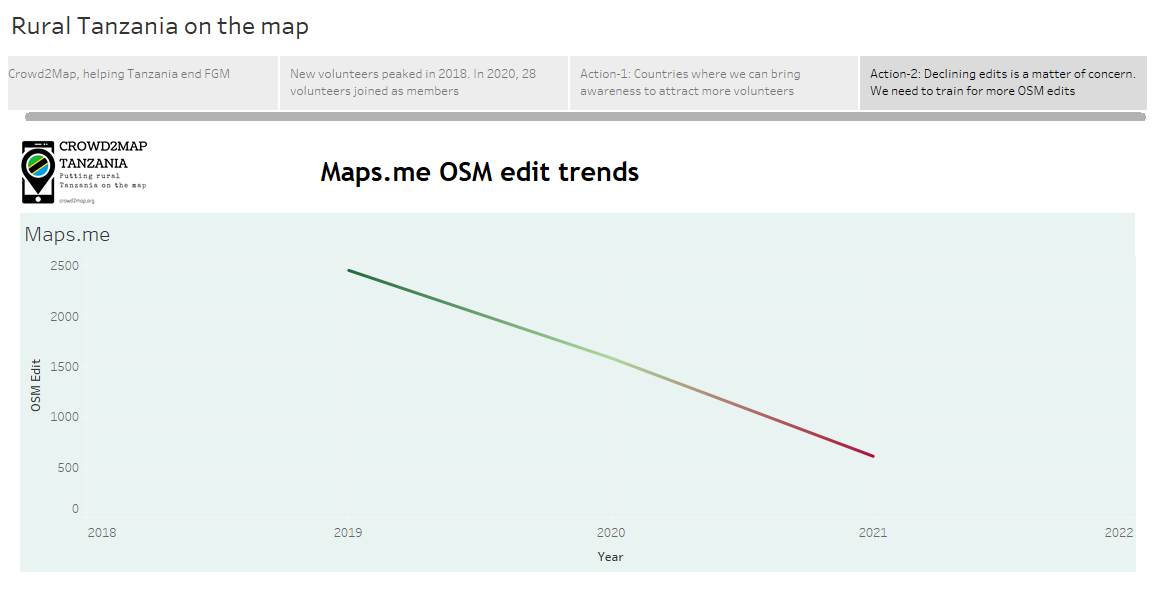 Rural Tanzania on the map
Crowd2Map, helping Tanzania end FGM
New volunteers peaked in 2018. In 2020, 28
volunteers joined as members
Action-1: Countries where we can bring
awareness to attract more volunteers
Action-2: Declining edits is a matter of concern.
We need to train for more OSM edits
CROWD2MAP
TANZANIA
Putting rural
Tanzania on the map
crowd2map.org
Maps.me OSM edit trends
Maps.me
2500
2000
1500
1000
500
0
OSM Edit
2018
2019
2020
2021
2022
Year